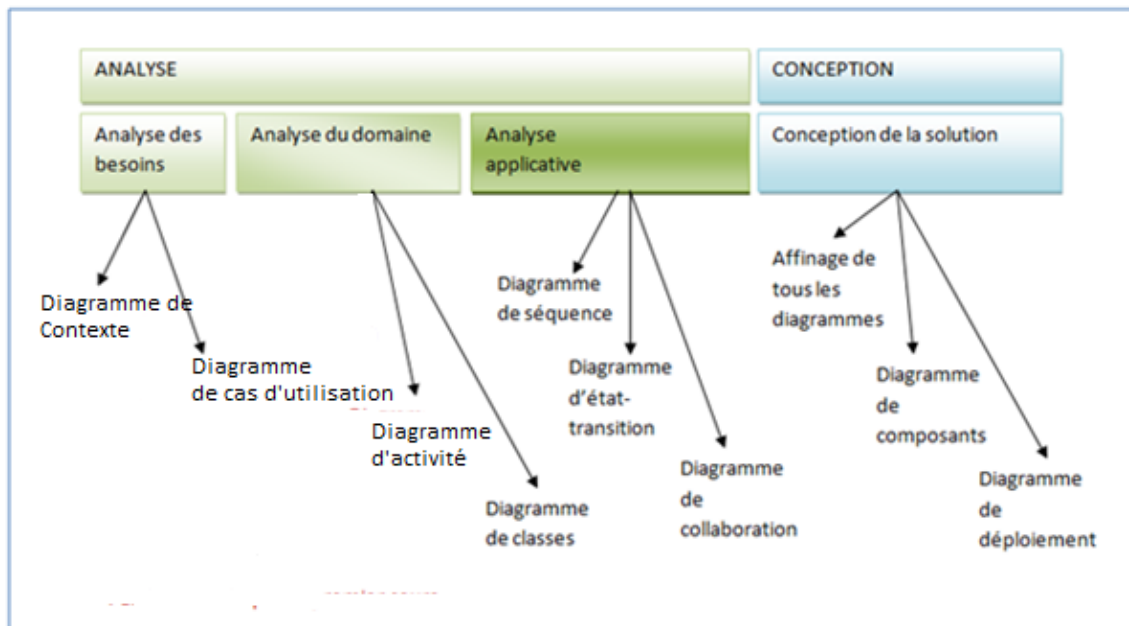 ANALYSE
CONCEPTION
Analyse des
besoins
Analyse du domaine
Analyse
applicative
Conception de la solution
Diagramme de
Contexte
Diagramme
de cas d'utilisation
Diagramme
d'activité
Diagramme
de classes
Diagramme
de séquence
Diagramme
d'état-
transition
Diagramme
de
collaboration
Affinage de
tous les
diagrammes
Diagramme
de
composants
Diagramme
de
déploiement